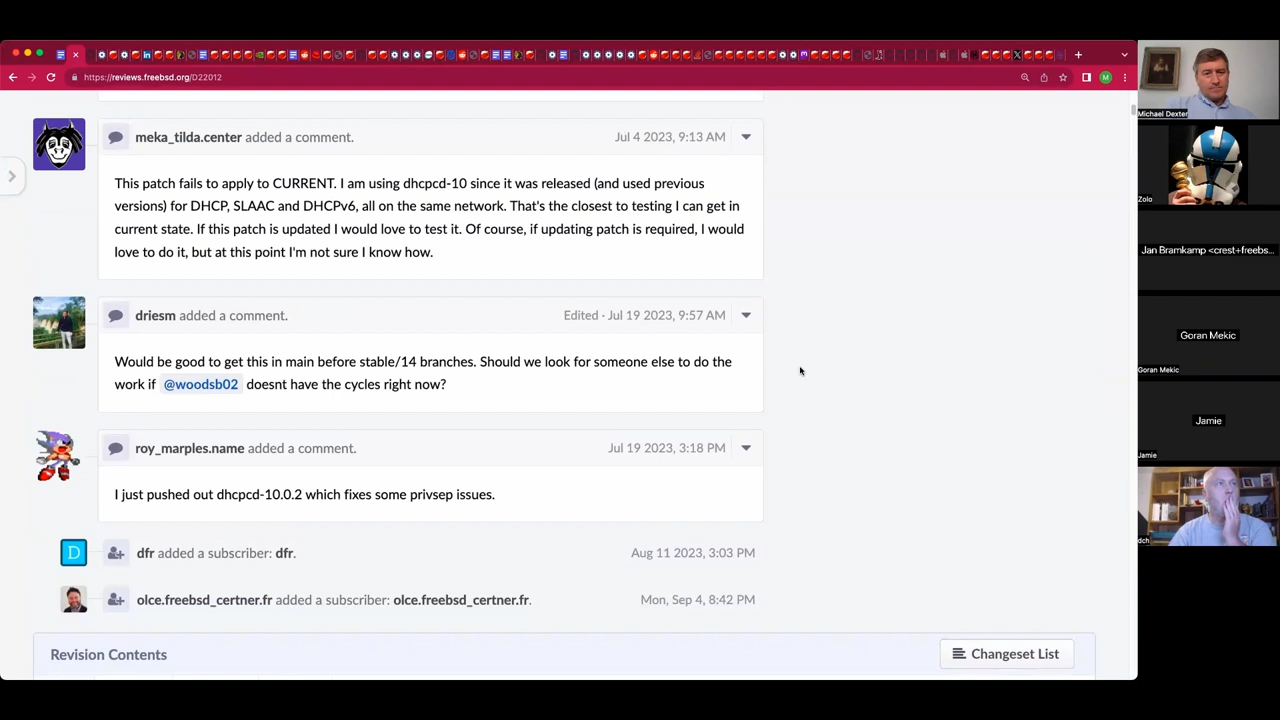 https://reviews.freebsd.org/D22012
M
meka_tilda.center added a comment.
Jul 4 2023, 9:13 AM
This patch fails to apply to CURRENT. I am using dhcpcd-10 since it was released (and used previous
versions) for DHCP, SLAAC and DHCPv6, all on the same network. That's the closest to testing I can get in
current state. If this patch is updated I would love to test it. Of course, if updating patch is required, I would
love to do it, but at this point I'm not sure I know how.
driesm added a comment.
Edited · Jul 19 2023, 9:57 AM
Would be good to get this in main before stable/14 branches. Should we look for someone else to do the
work if @woodsb02 doesnt have the cycles right now?
roy_marples.name added a comment.
Jul 19 2023, 3:18 PM
I just pushed out dhcpcd-10.0.2 which fixes some privsep issues.
D
dfr added a subscriber: dfr.
Aug 11 2023, 3:03 PM
olce.freebsd_certner.fr added a subscriber: olce.freebsd_certner.fr.
Mon, Sep 4, 8:42 PM
Revision Contents
Changeset List
Michael Dexter
Zolo
Jan Bramkamp <crest+freebs...
Goran Mekic
Goran Mekic
Jamie
Jamie
dch